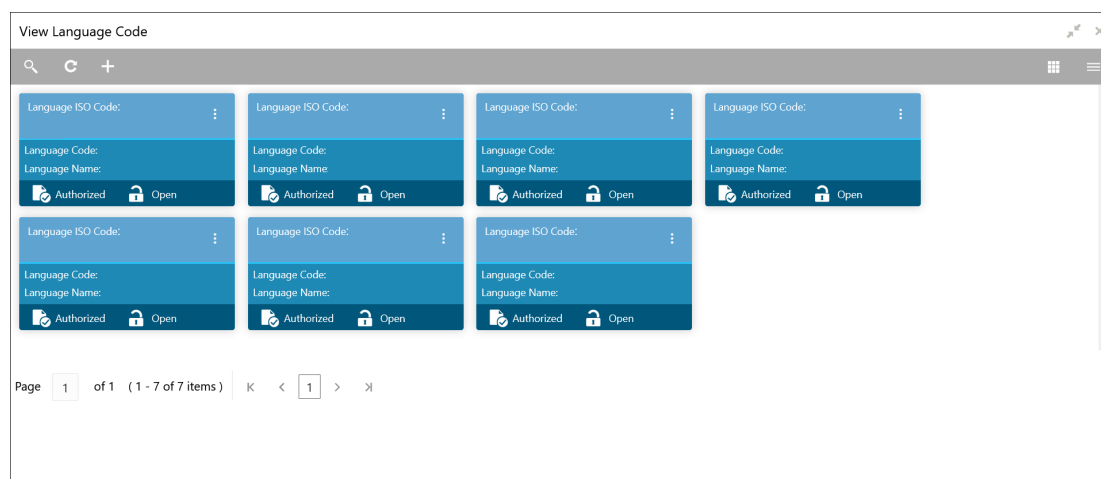 View Language Code
Language ISO Code: Language ISO Code: Language ISO Code: Language ISO Code:
Language Code: Language Code: Language Code: Language Code:
Language Name: Language Name: Language Name: Language Name:
Authorized Open Authorized Open Authorized Open Authorized Open
Language ISO Code: Language ISO Code: Language ISO Code:
Language Code: Language Code: Language Code:
Language Name: Language Name: Language Name:
Authorized Open Authorized Open Authorized Open
Page 1 of 1 ( 1 - 7 of 7 items ) 1